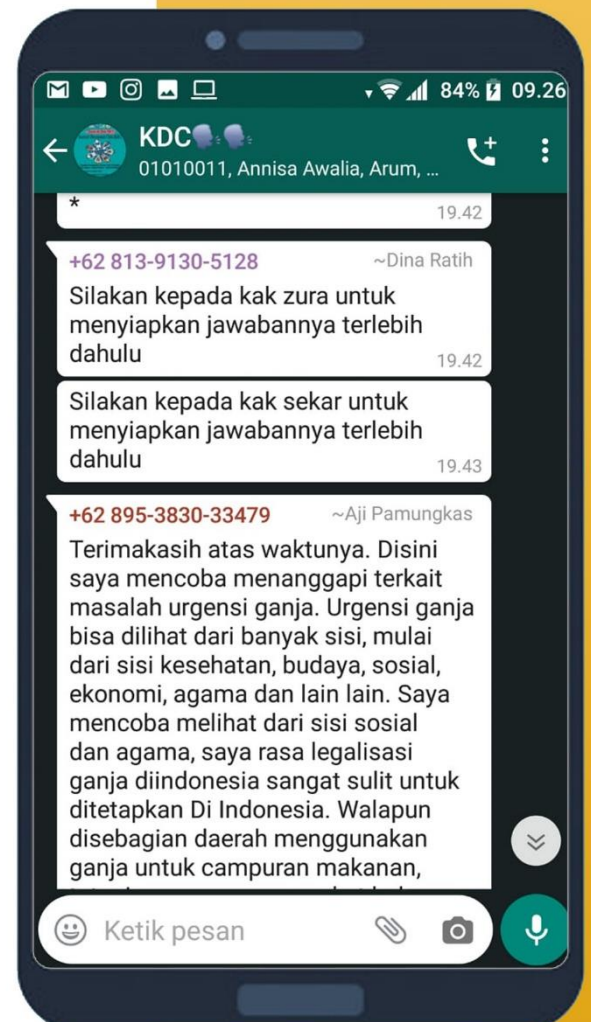 84% 09.26
KDC
01010011, Annisa Awalia, Arum, ...
*
19.42
+62 813-9130-5128 ~Dina Ratih
Silakan kepada kak zura untuk
menyiapkan jawabannya terlebih
dahulu
19.42
Silakan kepada kak sekar untuk
menyiapkan jawabannya terlebih
dahulu
19.43
+62 895-3830-33479 ~Aji Pamungkas
Terimakasih atas waktunya. Disini
saya mencoba menanggapi terkait
masalah urgensi ganja. Urgensi ganja
bisa dilihat dari banyak sisi, mulai
dari sisi kesehatan, budaya, sosial,
ekonomi, agama dan lain lain. Saya
mencoba melihat dari sisi sosial
dan agama, saya rasa legalisasi
ganja diindonesia sangat sulit untuk
ditetapkan Di Indonesia. Walapun
disebagian daerah menggunakan
ganja untuk campuran makanan,
Ketik pesan